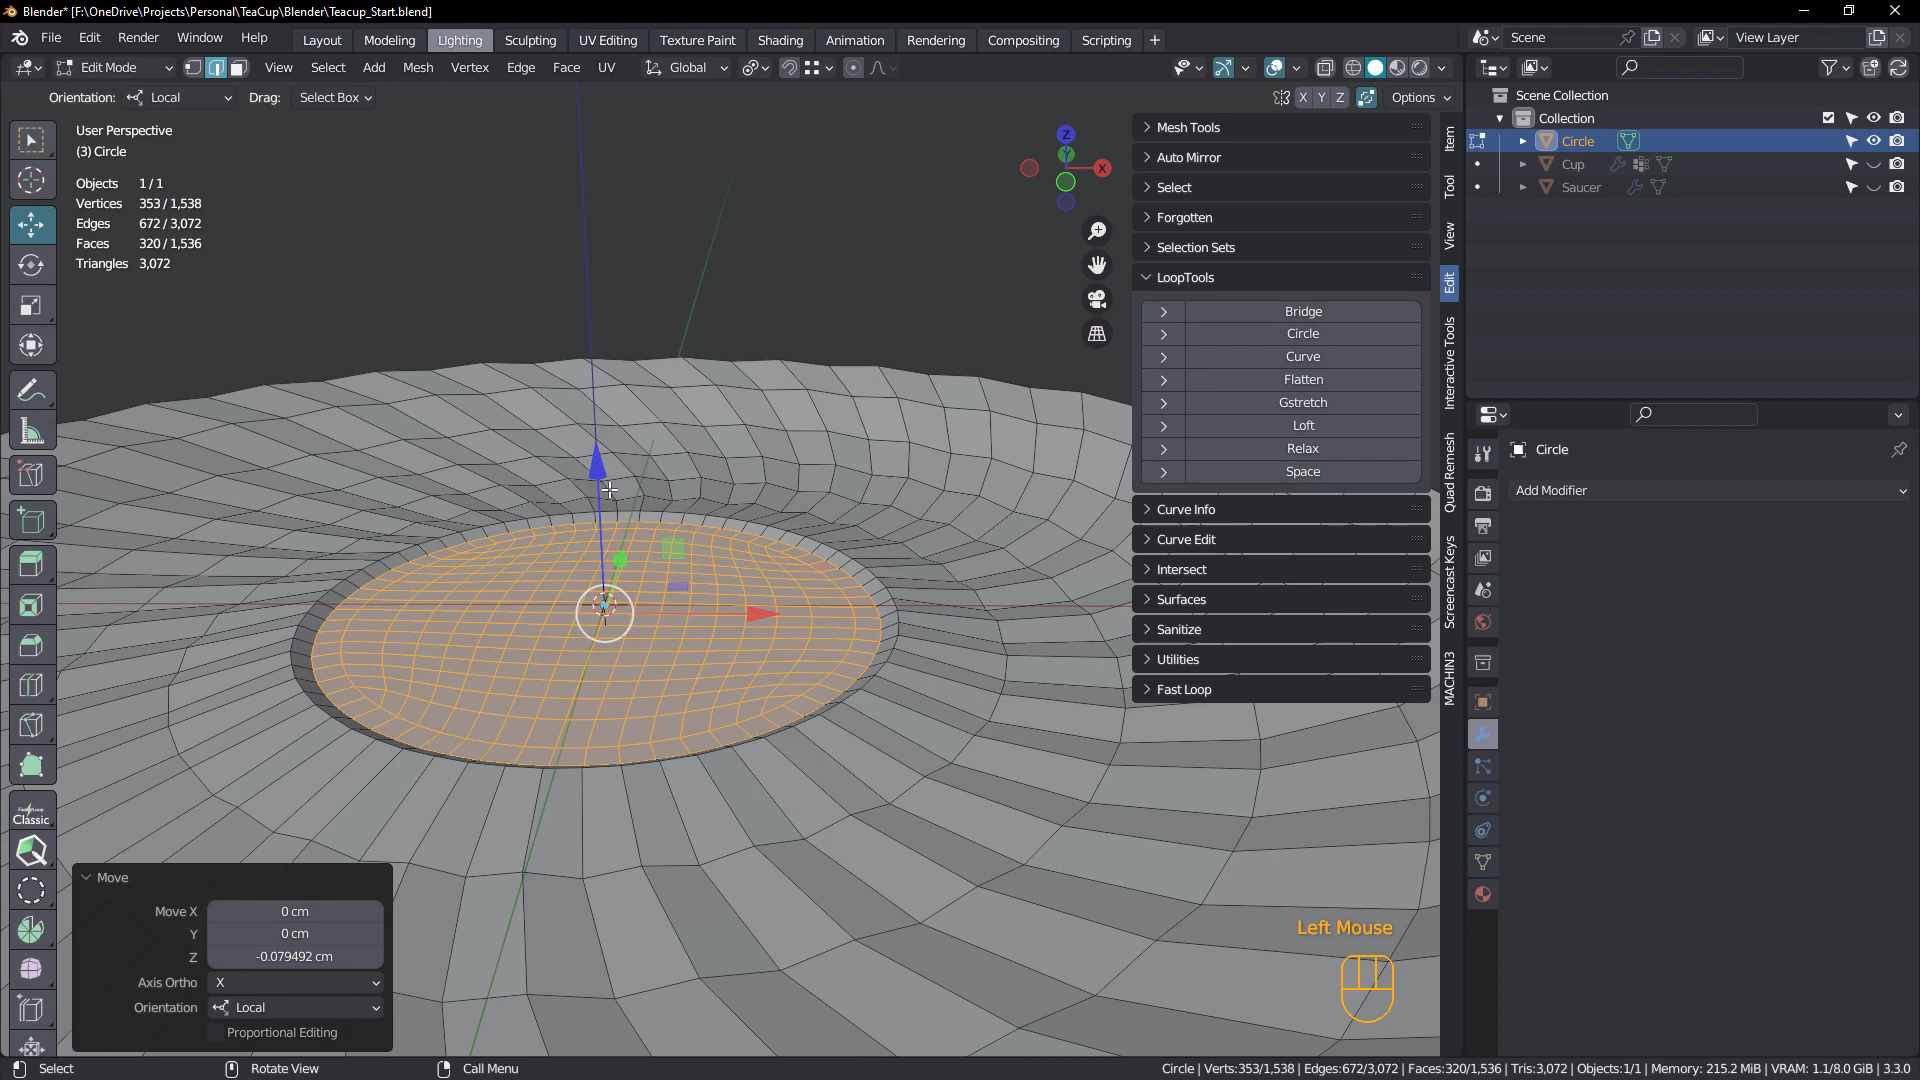 Blender* [F:\OneDrive\Projects\Personal\TeaCup\Blender\Teacup_Start.blend]
File Edit Render Window Help Layout Modeling Lighting Sculpting UV Editing Texture Paint Shading Animation Rendering Compositing Scripting + Scene View Layer
Edit Mode View Select Add Mesh Vertex Edge Face UV Global
Orientation: Local Drag: Select Box X Y Z Options
User Perspective
(3) Circle
Objects 1 / 1
Vertices 353 / 1,538
Edges 672 / 3,072
Faces 320 / 1,536
Triangles 3,072
Z
Y
X
Mesh Tools
Auto Mirror
Select
Forgotten
Selection Sets
LoopTools
Bridge
Circle
Curve
Flatten
Gstretch
Loft
Relax
Space
Curve Info
Curve Edit
Intersect
Surfaces
Sanitize
Utilities
Fast Loop
Item
Tool
View
Edit
Interactive Tools
Quad Remesh
Screencast Keys
MACHIN3
Scene Collection
Collection
Circle
Cup
Saucer
Circle
Add Modifier
Classic
Move
Move X 0 cm
Y 0 cm
Z -0.079492 cm
Axis Ortho X
Orientation Local
Proportional Editing
Left Mouse
Select Rotate View Call Menu Circle | Verts:353/1,538 | Edges:672/3,072 | Faces:320/1,536 | Tris:3,072 | Objects:1/1 | Memory: 215.2 MiB | VRAM: 1.1/8.0 GiB | 3.3.0